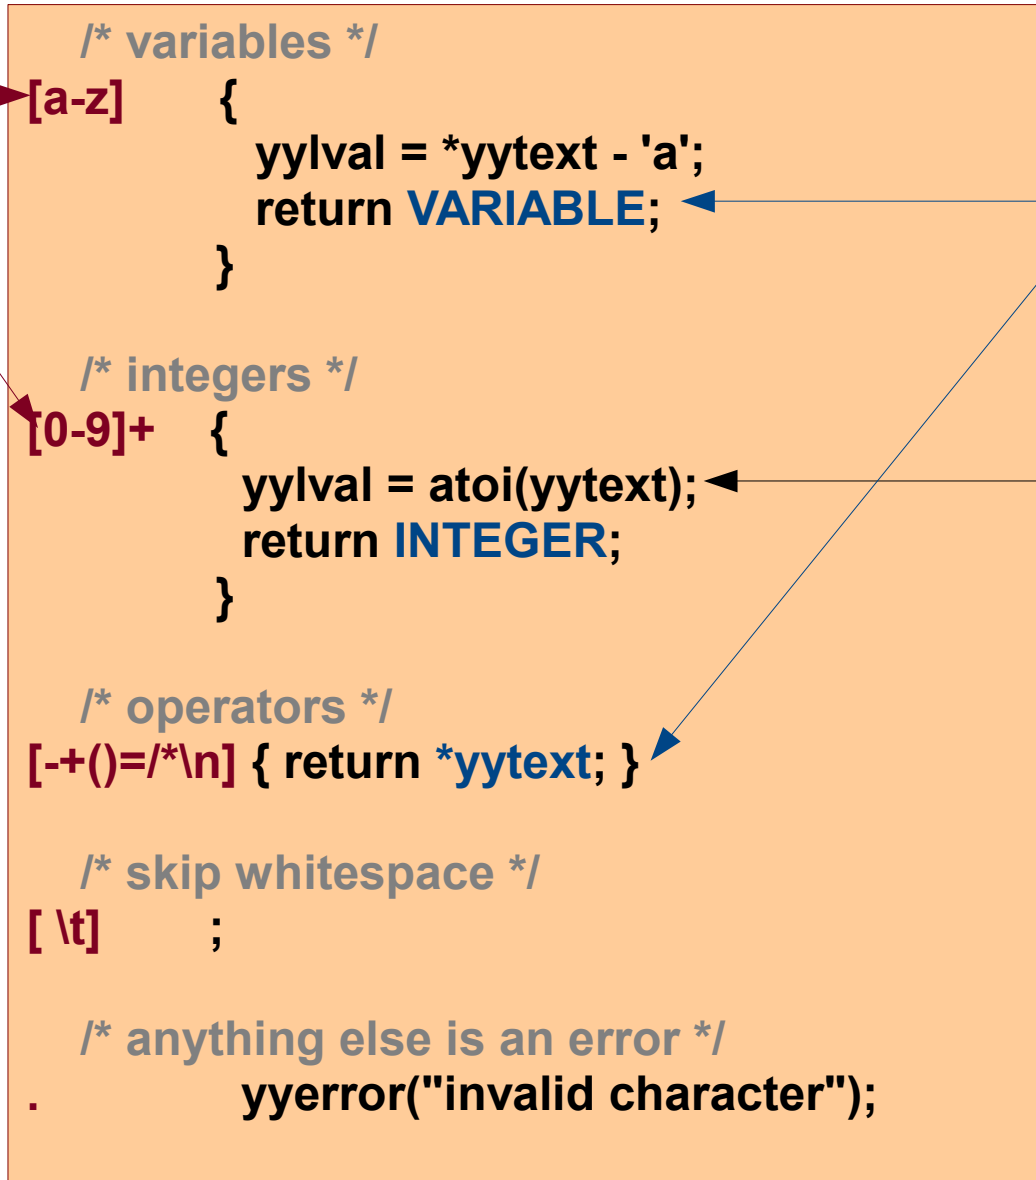 /* variables */
[a-z] {
yylval = *yytext - 'a';
return VARIABLE;
}
/* integers */
[0-9]+ {
yylval = atoi(yytext);
return INTEGER;
}
/* operators */
[-+()=/*\n] { return *yytext; }
/* skip whitespace */
[ \t] ;
/* anything else is an error */
. yyerror("invalid character");